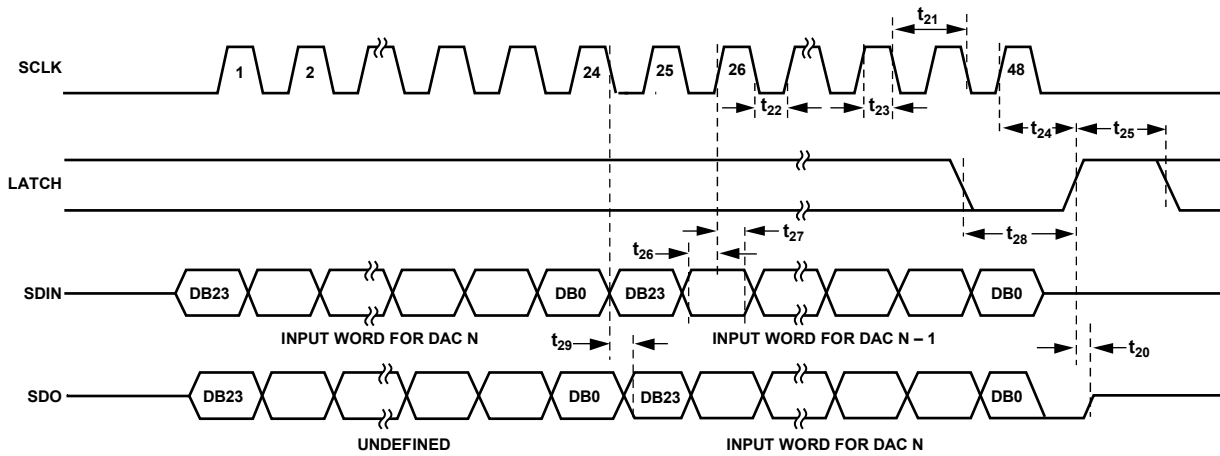 t21
SCLK
1
2
24
25
26
48
t22
t23
t24
t25
LATCH
t28
t27
t26
SDIN
DB23
DB0
DB23
DB0
INPUT WORD FOR DAC N
INPUT WORD FOR DAC N – 1
t29
t20
SDO
DB23
DB0
DB23
DB0
UNDEFINED
INPUT WORD FOR DAC N